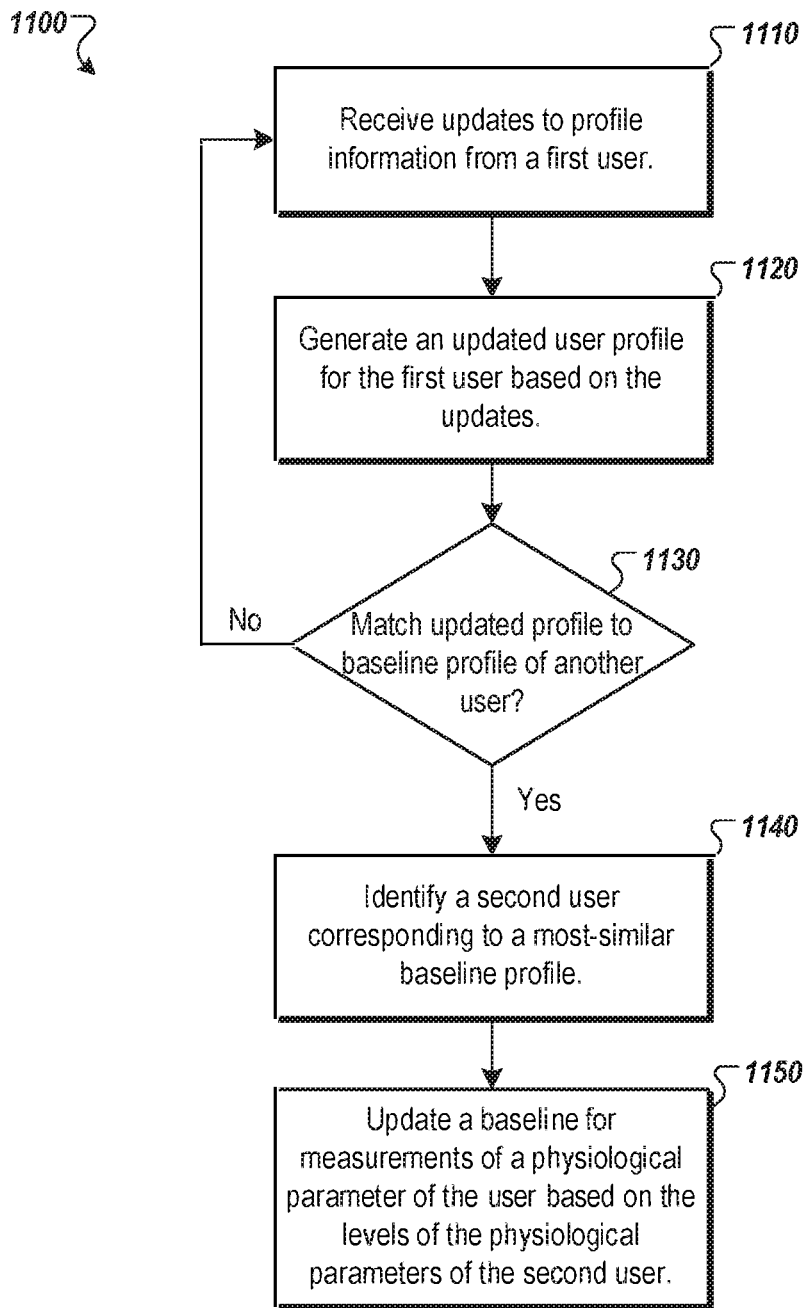 1100
1110
Receive updates to profile
information from a first user.
1120
Generate an updated user profile
for the first user based on the
updates.
1130
No
Match updated profile to
baseline profile of another
user?
Yes
1140
Identify a second user
corresponding to a most-similar
baseline profile.
1150
Update a baseline for
measurements of a physiological
parameter of the user based on the
levels of the physiological
parameters of the second user.